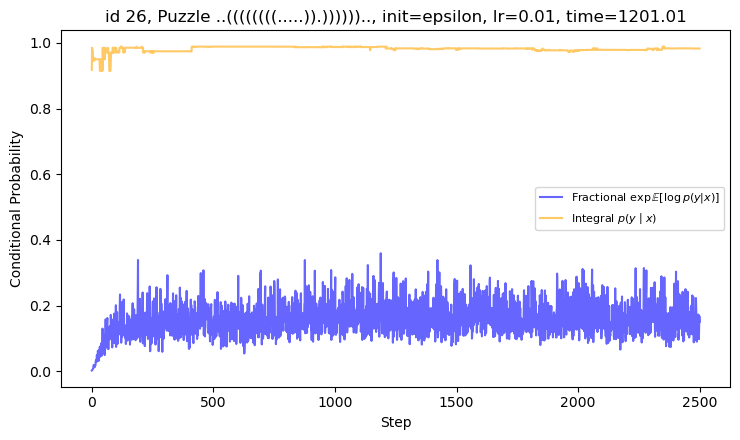 id 26, Puzzle ..((((((((.....)).)))))).., init=epsilon, lr=0.01, time=1201.01
1.0
0.8
0.6
0.4
0.2
0.0
Conditional Probability
Fractional exp𝔼[log p(y|x)]
Integral p(y | x)
0 500 1000 1500 2000 2500
Step